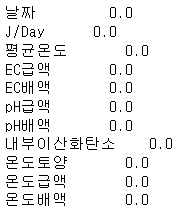 날짜 0.0
J/Day 0.0
평균온도 0.0
EC급액 0.0
EC배액 0.0
pH급액 0.0
pH배액 0.0
내부이산화탄소 0.0
온도토양 0.0
온도급액 0.0
온도배액 0.0